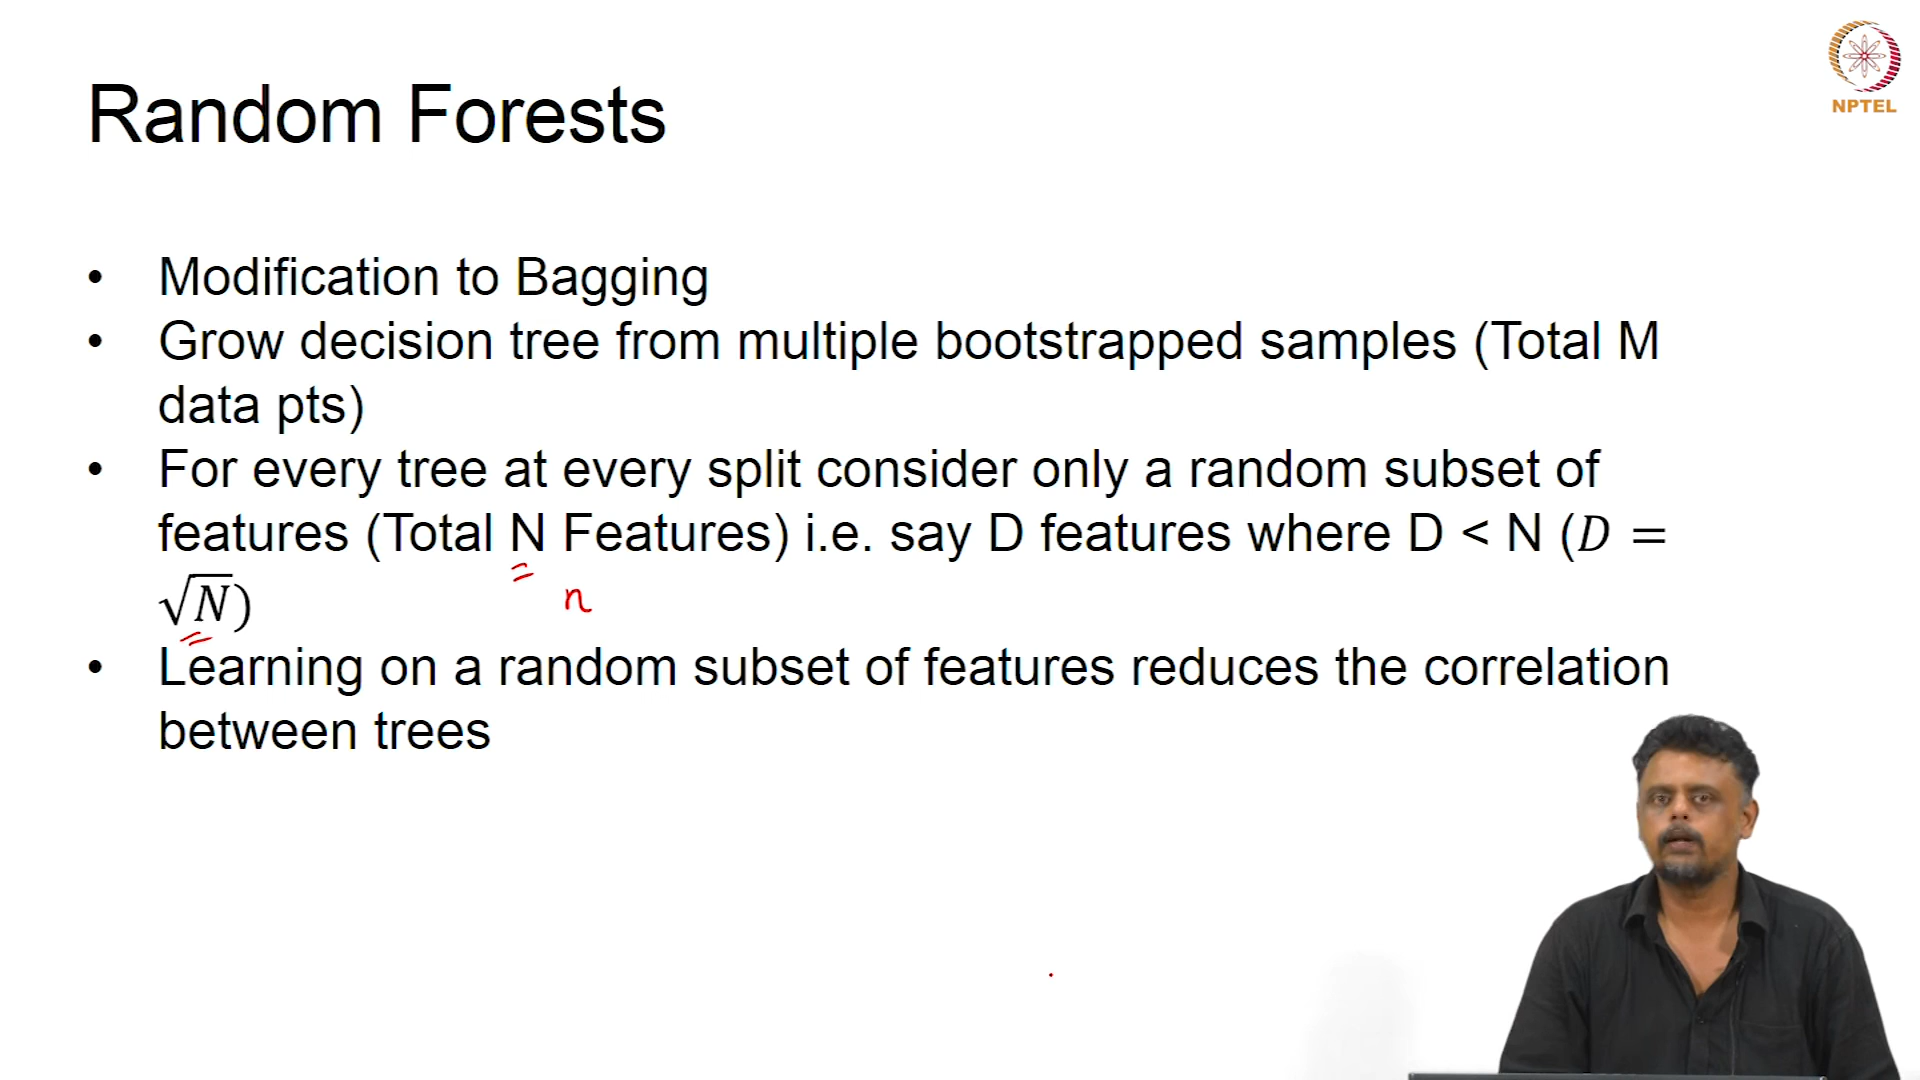 NPTEL
Random Forests
• Modification to Bagging
• Grow decision tree from multiple bootstrapped samples (Total M
data pts)
• For every tree at every split consider only a random subset of
features (Total N Features) i.e. say D features where D < N (D =
√N)
n
• Learning on a random subset of features reduces the correlation
between trees